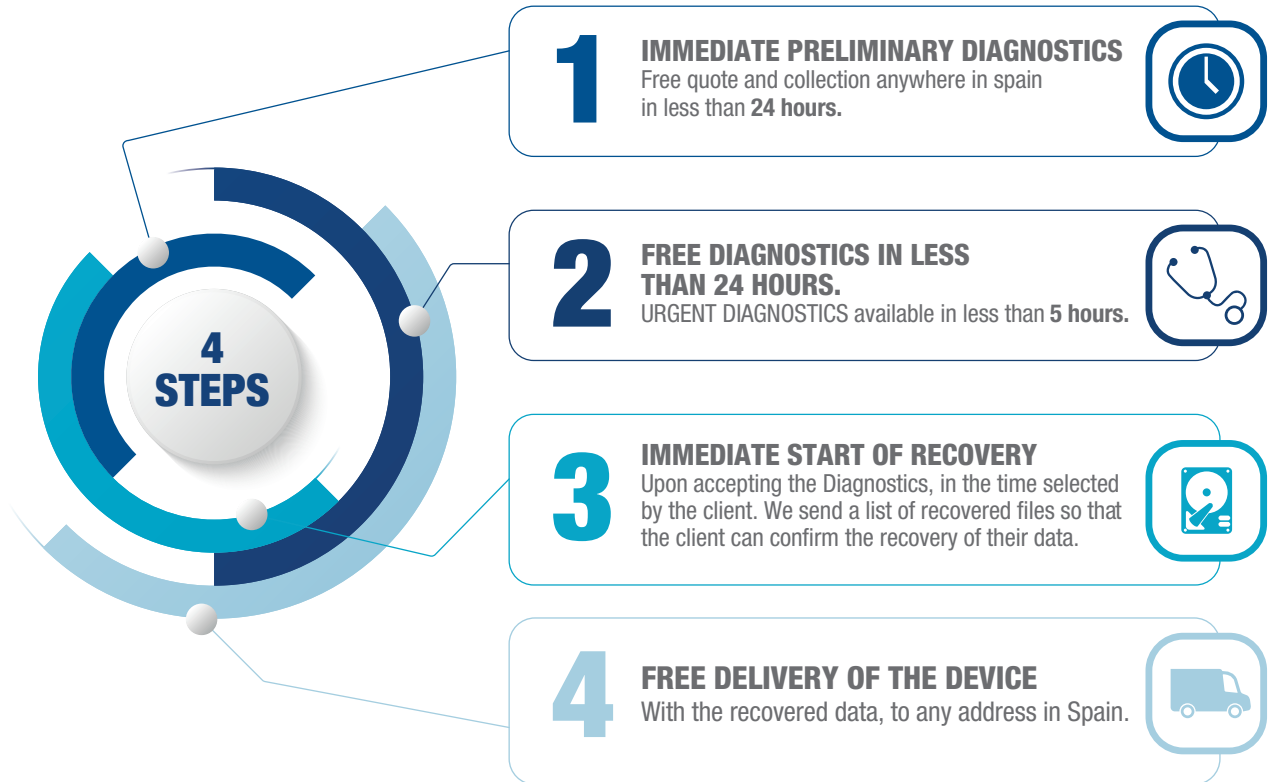 4
STEPS
1
IMMEDIATE PRELIMINARY DIAGNOSTICS
Free quote and collection anywhere in spain
in less than 24 hours.
2
FREE DIAGNOSTICS IN LESS
THAN 24 HOURS.
URGENT DIAGNOSTICS available in less than 5 hours.
3
IMMEDIATE START OF RECOVERY
Upon accepting the Diagnostics, in the time selected
by the client. We send a list of recovered files so that
the client can confirm the recovery of their data.
4
FREE DELIVERY OF THE DEVICE
With the recovered data, to any address in Spain.